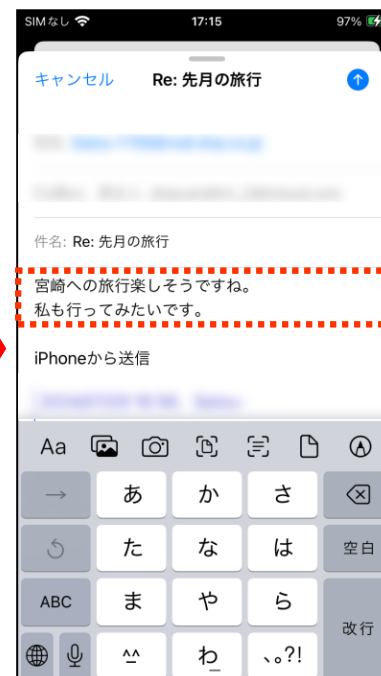 SIMなし 17:15 97%
キャンセル Re: 先月の旅行
件名: Re: 先月の旅行
宮崎への旅行楽しそうですね。
私も行ってみたいです。
iPhoneから送信
Aa
→ あ か さ
た な は 空白
ABC ま や ら 改行
^^ わ_ 、。?!